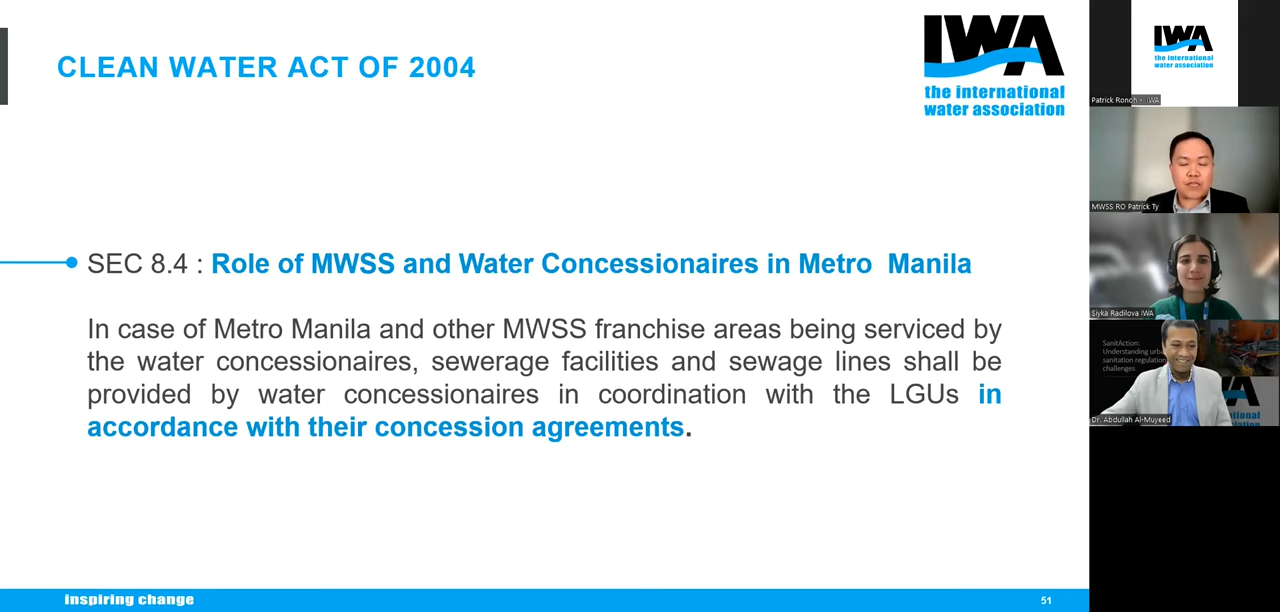 CLEAN WATER ACT OF 2004
IWA
the international
water association
SEC 8.4 : Role of MWSS and Water Concessionaires in Metro Manila
In case of Metro Manila and other MWSS franchise areas being serviced by
the water concessionaires, sewerage facilities and sewage lines shall be
provided by water concessionaires in coordination with the LGUs in
accordance with their concession agreements.
inspiring change
51
IWA
the international
water association
Patrick Ronoh - IWA
MWSS RO Patrick Ty
Siyka Radilova IWA
SanitAction:
Understanding urb
sanitation regulation
challenges
Dr. Abdullah Al-Muyeed